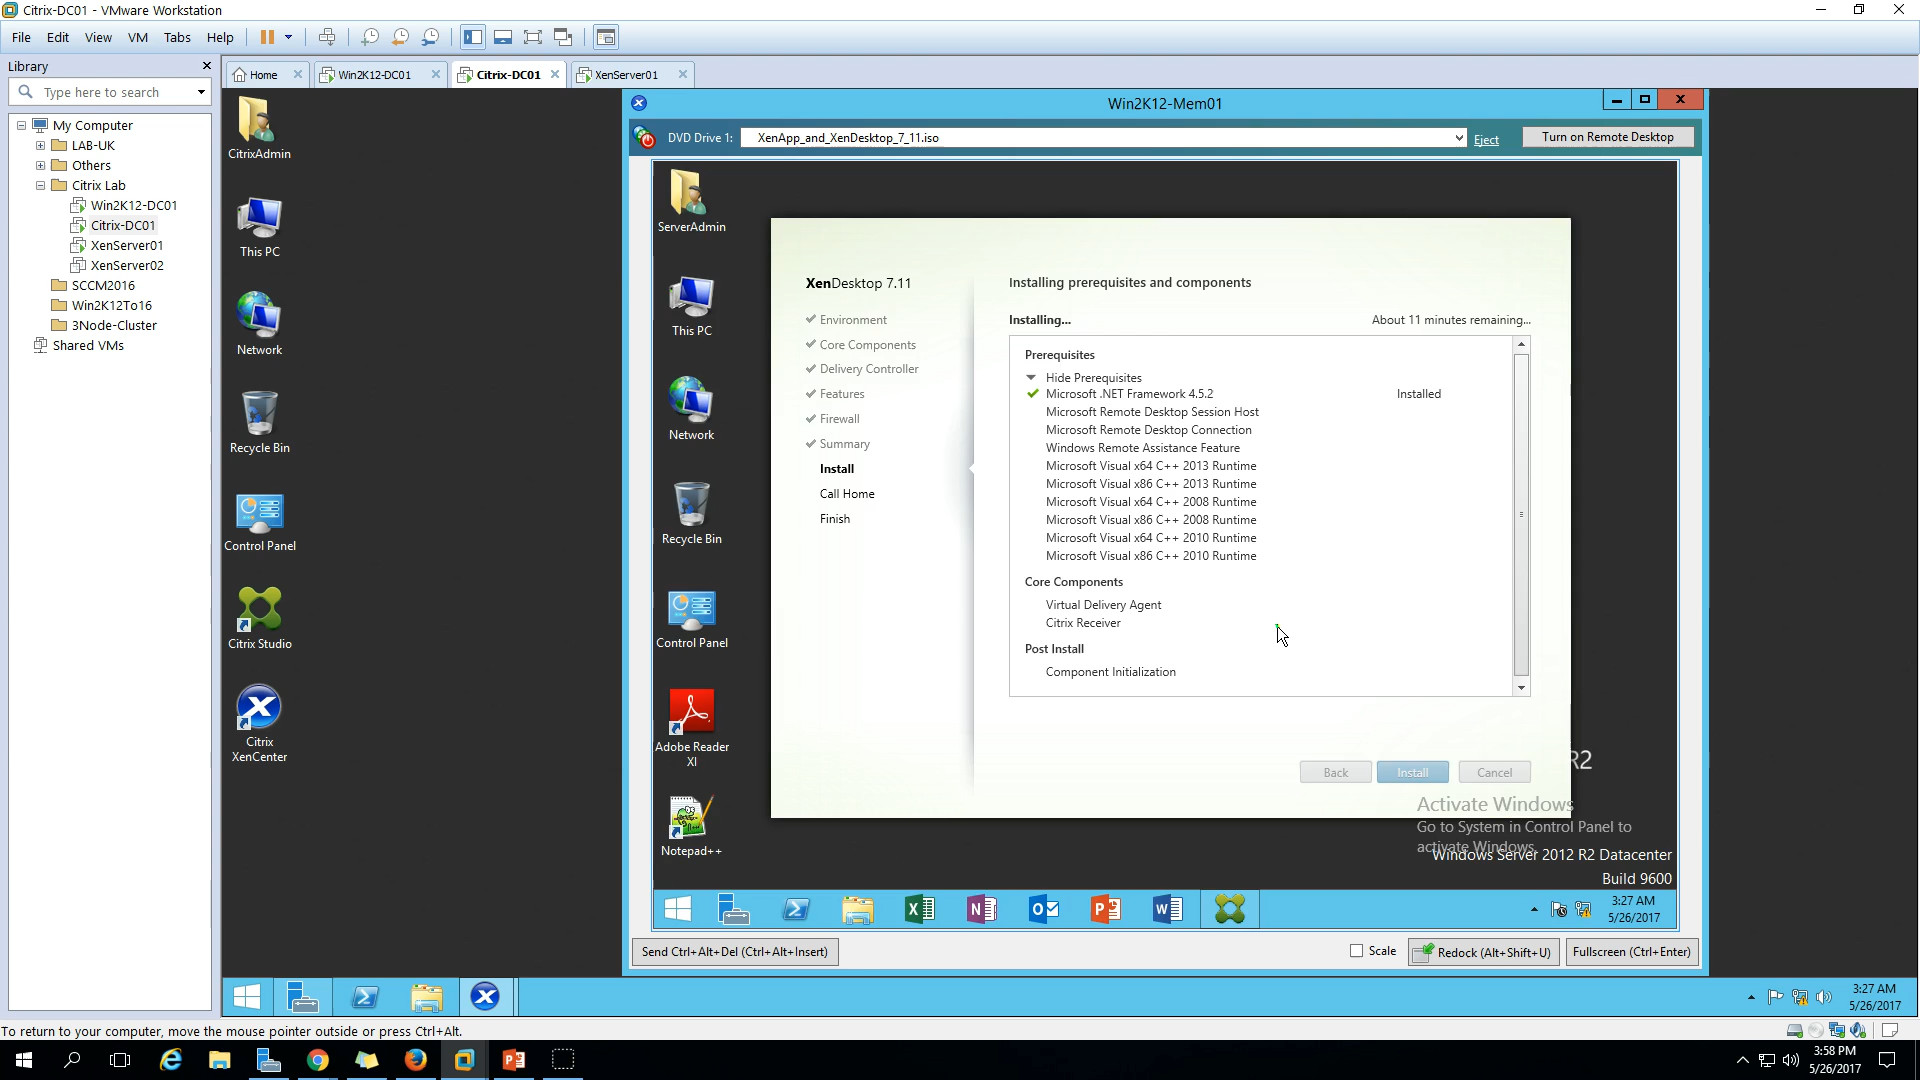 Citrix-DC01 - VMware Workstation
File Edit View VM Tabs Help
Library
Type here to search
My Computer
LAB-UK
Others
Citrix Lab
Win2K12-DC01
Citrix-DC01
XenServer01
XenServer02
SCCM2016
Win2K12To16
3Node-Cluster
Shared VMs
Home
Win2K12-DC01
Citrix-DC01
XenServer01
CitrixAdmin
This PC
Network
Recycle Bin
Control Panel
Citrix Studio
Citrix
XenCenter
Win2K12-Mem01
DVD Drive 1:
XenApp_and_XenDesktop_7_11.iso
Eject
Turn on Remote Desktop
ServerAdmin
This PC
Network
Recycle Bin
Control Panel
Adobe Reader
XI
Notepad++
XenDesktop 7.11
Environment
Core Components
Delivery Controller
Features
Firewall
Summary
Install
Call Home
Finish
Installing prerequisites and components
Installing...
About 11 minutes remaining...
Prerequisites
Hide Prerequisites
Microsoft .NET Framework 4.5.2 Installed
Microsoft Remote Desktop Session Host
Microsoft Remote Desktop Connection
Windows Remote Assistance Feature
Microsoft Visual x64 C++ 2013 Runtime
Microsoft Visual x86 C++ 2013 Runtime
Microsoft Visual x64 C++ 2008 Runtime
Microsoft Visual x86 C++ 2008 Runtime
Microsoft Visual x64 C++ 2010 Runtime
Microsoft Visual x86 C++ 2010 Runtime
Core Components
Virtual Delivery Agent
Citrix Receiver
Post Install
Component Initialization
Back
Install
Cancel
R2
Activate Windows
Go to System in Control Panel to
activate Windows.
Windows Server 2012 R2 Datacenter
Build 9600
3:27 AM
5/26/2017
Send Ctrl+Alt+Del (Ctrl+Alt+Insert)
Scale
Redock (Alt+Shift+U)
Fullscreen (Ctrl+Enter)
3:27 AM
5/26/2017
To return to your computer, move the mouse pointer outside or press Ctrl+Alt.
3:58 PM
5/26/2017